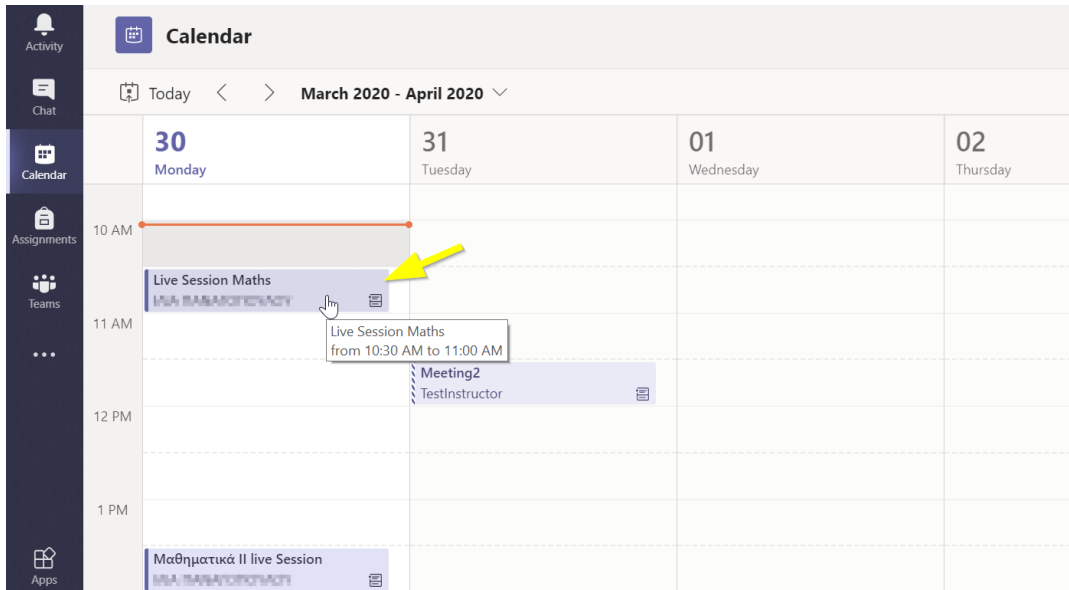 Activity
Chat
Calendar
Assignments
Teams
Apps
Calendar
Today
March 2020 - April 2020
30
Monday
31
Tuesday
01
Wednesday
02
Thursday
10 AM
Live Session Maths
11 AM
Live Session Maths
from 10:30 AM to 11:00 AM
Meeting2
TestInstructor
12 PM
1 PM
Μαθηματικά II live Session